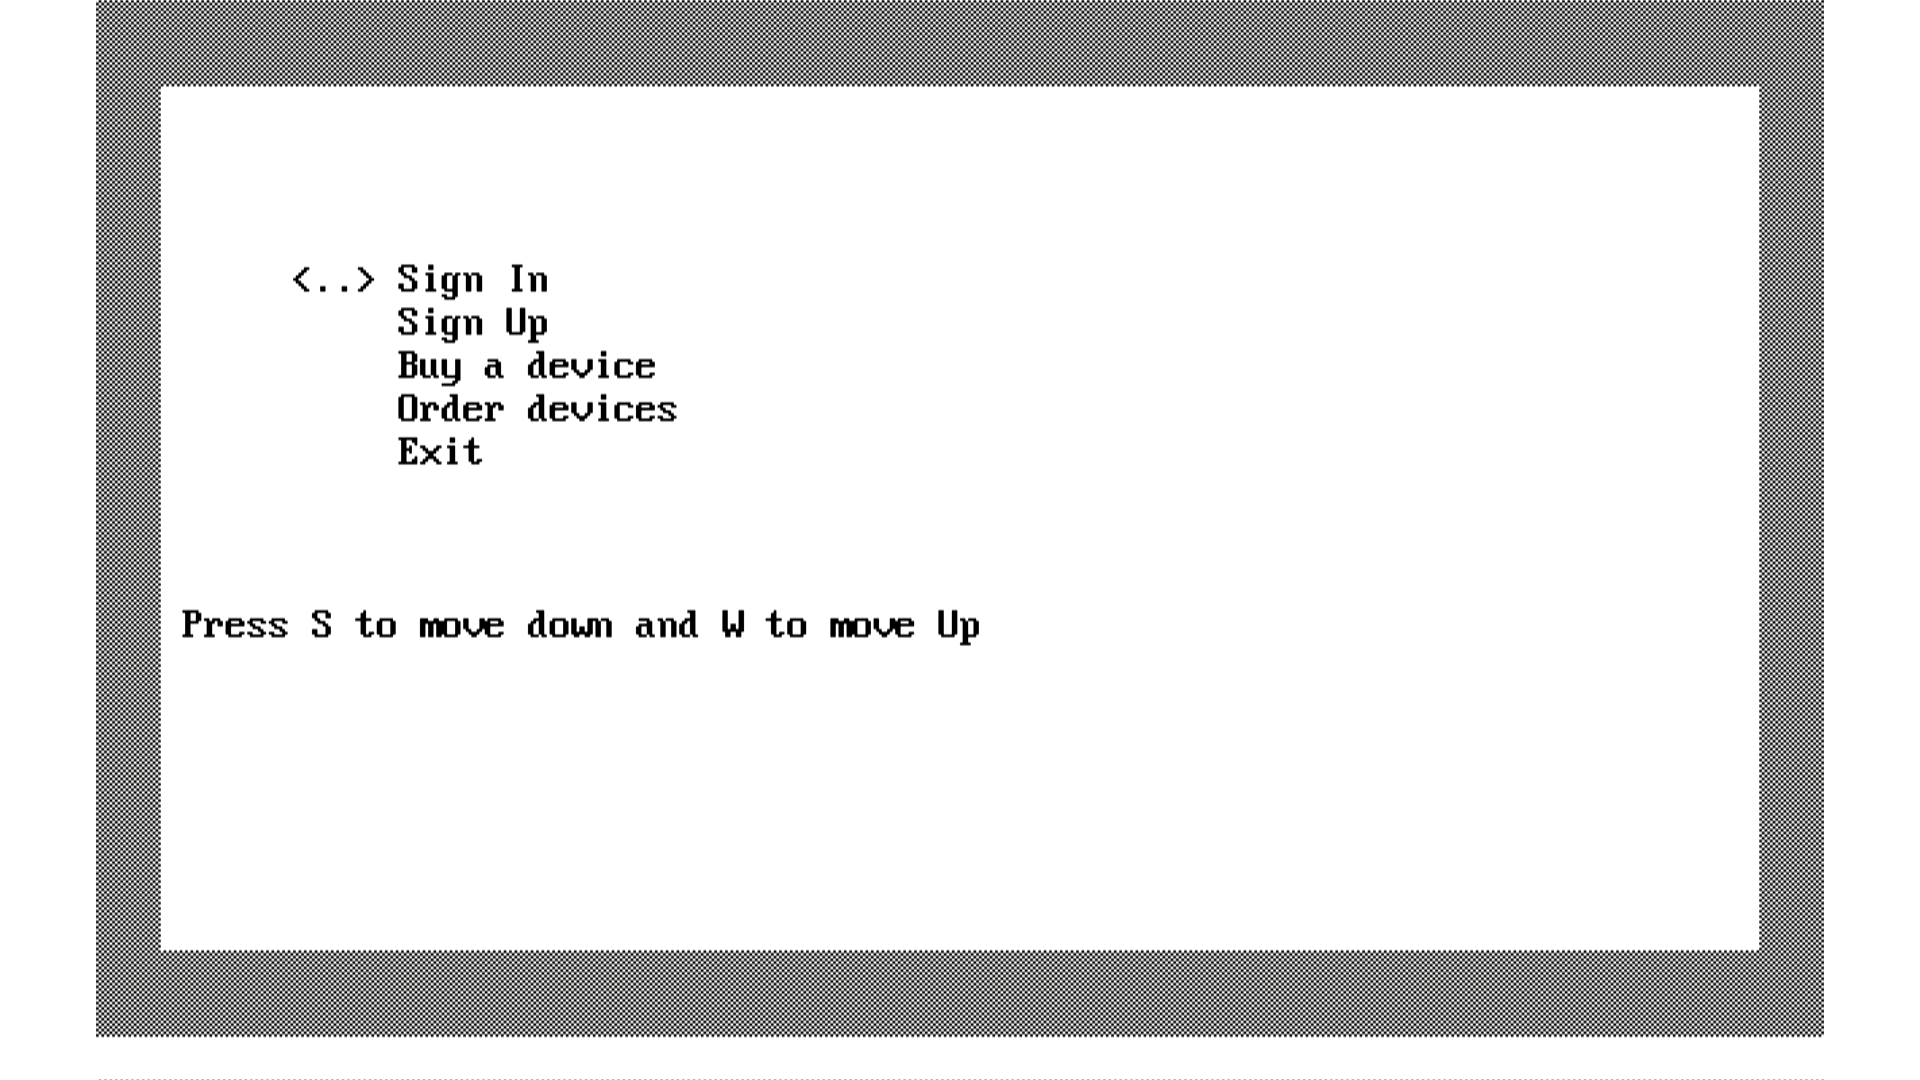 <..> Sign In
Sign Up
Buy a device
Order devices
Exit
Press S to move down and W to move Up